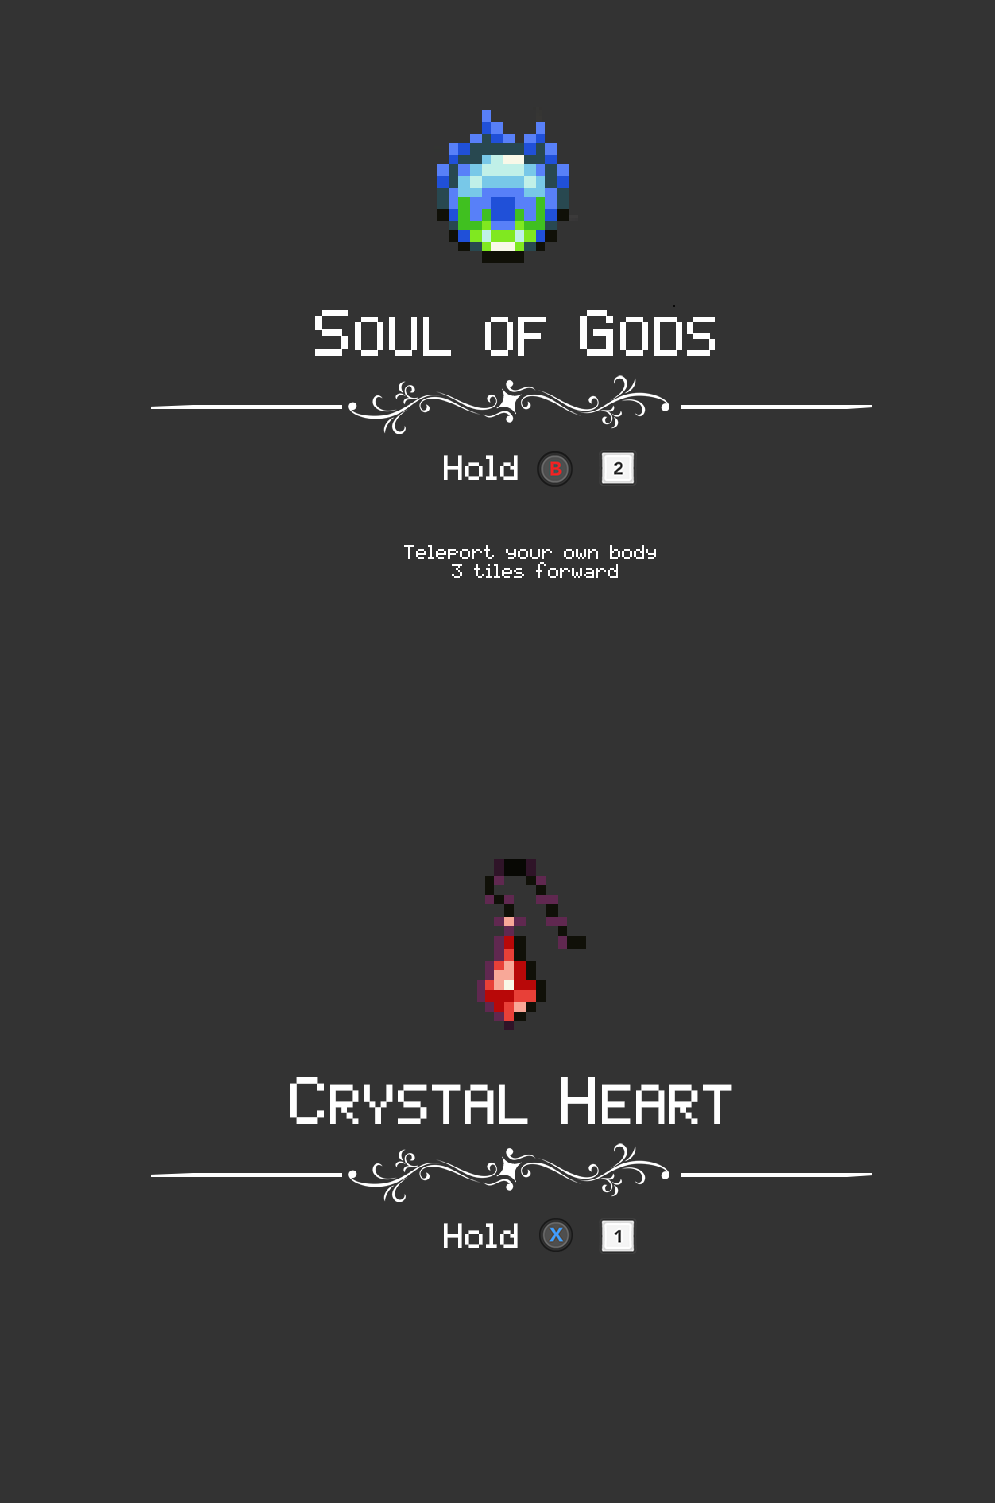 Soul of Gods
Hold B 2
Teleport your own body
3 tiles forward
Crystal Heart
Hold X 1